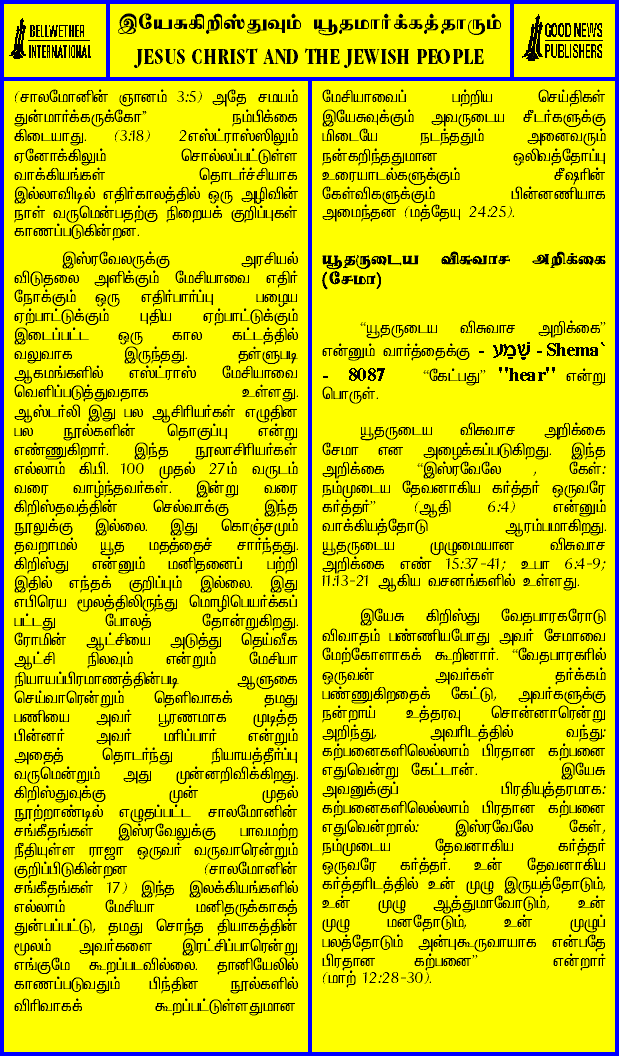 BELLWETHER
INTERNATIONAL
இயேசுகிறிஸ்துவும் யூதமார்க்கத்தாரும்
JESUS CHRIST AND THE JEWISH PEOPLE
GOOD NEWS
PUBLISHERS
(சாலமோனின் ஞானம் 3:5) அதே சமயம்
துன்மார்க்கருக்கோ” நம்பிக்கை
கிடையாது. (3:18) 2எஸ்ட்ராஸ்ஸிலும்
ஏனோக்கிலும் சொல்லப்பட்டுள்ள
வாக்கியங்கள் தொடர்ச்சியாக
இல்லாவிடில் எதிர்காலத்தில் ஒரு அழிவின்
நாள் வருமென்பதற்கு நிறையக் குறிப்புகள்
காணப்படுகின்றன.
இஸ்ரவேலருக்கு அரசியல்
விடுதலை அளிக்கும் மேசியாவை எதிர்
நோக்கும் ஒரு எதிர்பார்ப்பு பழைய
ஏற்பாட்டுக்கும் புதிய ஏற்பாட்டுக்கும்
இடைப்பட்ட ஒரு கால கட்டத்தில்
வலுவாக இருந்தது. தள்ளுபடி
ஆகமங்களில் எஸ்ட்ராஸ் மேசியாவை
வெளிப்படுத்துவதாக உள்ளது.
ஆஸ்டர்லி இது பல ஆசிரியர்கள் எழுதின
பல நூல்களின் தொகுப்பு என்று
எண்ணுகிறார். இந்த நூலாசிரியர்கள்
எல்லாம் கி.பி. 100 முதல் 27ம் வருடம்
வரை வாழ்ந்தவர்கள். இன்று வரை
கிறிஸ்தவத்தின் செல்வாக்கு இந்த
நூலுக்கு இல்லை. இது கொஞ்சமும்
தவறாமல் யூத மதத்தைச் சார்ந்தது.
கிறிஸ்து என்னும் மனிதனைப் பற்றி
இதில் எந்தக் குறிப்பும் இல்லை. இது
எபிரெய மூலத்திலிருந்து மொழிபெயர்க்கப்
பட்டது போலத் தோன்றுகிறது.
ரோமின் ஆட்சியை அடுத்து தெய்வீக
ஆட்சி நிலவும் என்றும் மேசியா
நியாயப்பிரமாணத்தின்படி ஆளுகை
செய்வாரென்றும் தெளிவாகக் தமது
பணியை அவர் பூரணமாக முடித்த
பின்னர் அவர் மரிப்பார் என்றும்
அதைத் தொடர்ந்து நியாயத்தீர்ப்பு
வருமென்றும் அது முன்னறிவிக்கிறது.
கிறிஸ்துவுக்கு முன் முதல்
நூற்றாண்டில் எழுதப்பட்ட சாலமோனின்
சங்கீதங்கள் இஸ்ரவேலுக்கு பாவமற்ற
நீதியுள்ள ராஜா ஒருவர் வருவாரென்றும்
குறிப்பிடுகின்றன (சாலமோனின்
சங்கீதங்கள் 17) இந்த இலக்கியங்களில்
எல்லாம் மேசியா மனிதருக்காகத்
துன்பப்பட்டு, தமது சொந்த தியாகத்தின்
மூலம் அவர்களை இரட்சிப்பாரென்று
எங்குமே கூறப்படவில்லை. தானியேலில்
காணப்படுவதும் பிந்தின நூல்களில்
விரிவாகக் கூறப்பட்டுள்ளதுமான
மேசியாவைப் பற்றிய செய்திகள்
இயேசுவுக்கும் அவருடைய சீடர்களுக்கு
மிடையே நடந்ததும் அனைவரும்
நன்கறிந்ததுமான ஒலிவத்தோப்பு
உரையாடல்களுக்கும் சீஷரின்
கேள்விகளுக்கும் பின்னணியாக
அமைந்தன (மத்தேயு 24:25).
யூதருடைய விசுவாச அறிக்கை
(சேமா)
“யூதருடைய விசுவாச அறிக்கை”
என்னும் வார்த்தைக்கு - שָׁמַע - Shema`
- 8087 “கேட்பது” "hear" என்று
பொருள்.
யூதருடைய விசுவாச அறிக்கை
சேமா என அழைக்கப்படுகிறது. இந்த
அறிக்கை “இஸ்ரவேலே , கேள்:
நம்முடைய தேவனாகிய கர்த்தர் ஒருவரே
கர்த்தர்” (ஆதி 6:4) என்னும்
வாக்கியத்தோடு ஆரம்பமாகிறது.
யூதருடைய முழுமையான விசுவாச
அறிக்கை எண் 15:37-41; உபா 6:4-9;
11:13-21 ஆகிய வசனங்களில் உள்ளது.
இயேசு கிறிஸ்து வேதபாரகரோடு
விவாதம் பண்ணியபோது அவர் சேமாவை
மேற்கோளாகக் கூறினார். “வேதபாரகரில்
ஒருவன் அவர்கள் தர்க்கம்
பண்ணுகிறதைக் கேட்டு, அவர்களுக்கு
நன்றாய் உத்தரவு சொன்னாரென்று
அறிந்து, அவரிடத்தில் வந்து:
கற்பனைகளிலெல்லாம் பிரதான கற்பனை
எதுவென்று கேட்டான். இயேசு
அவனுக்குப் பிரதியுத்தரமாக:
கற்பனைகளிலெல்லாம் பிரதான கற்பனை
எதுவென்றால்: இஸ்ரவேலே கேள்,
நம்முடைய தேவனாகிய கர்த்தர்
ஒருவரே கர்த்தர். உன் தேவனாகிய
கர்த்தரிடத்தில் உன் முழு இருயத்தோடும்,
உன் முழு ஆத்துமாவோடும், உன்
முழு மனதோடும், உன் முழுப்
பலத்தோடும் அன்புகூருவாயாக என்பதே
பிரதான கற்பனை” என்றார்
(மாற் 12:28-30).